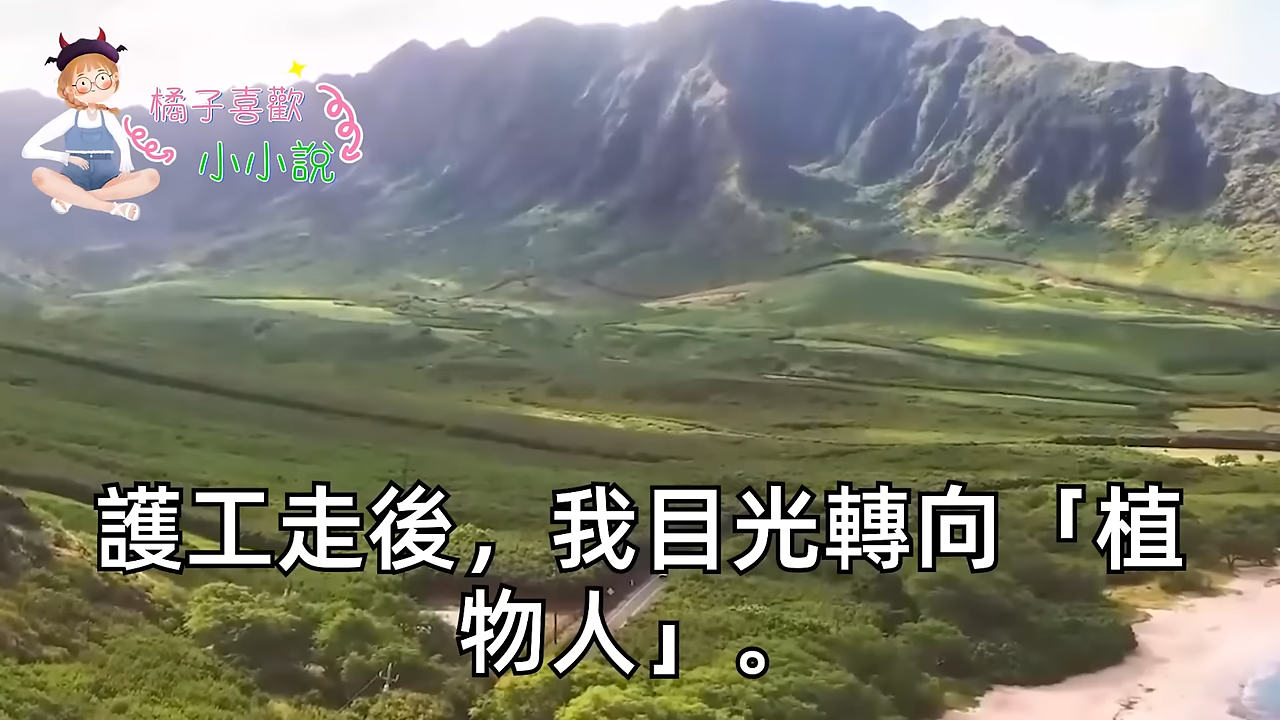 橘子喜歡
小小說
護工走後，我目光轉向「植
物人」。